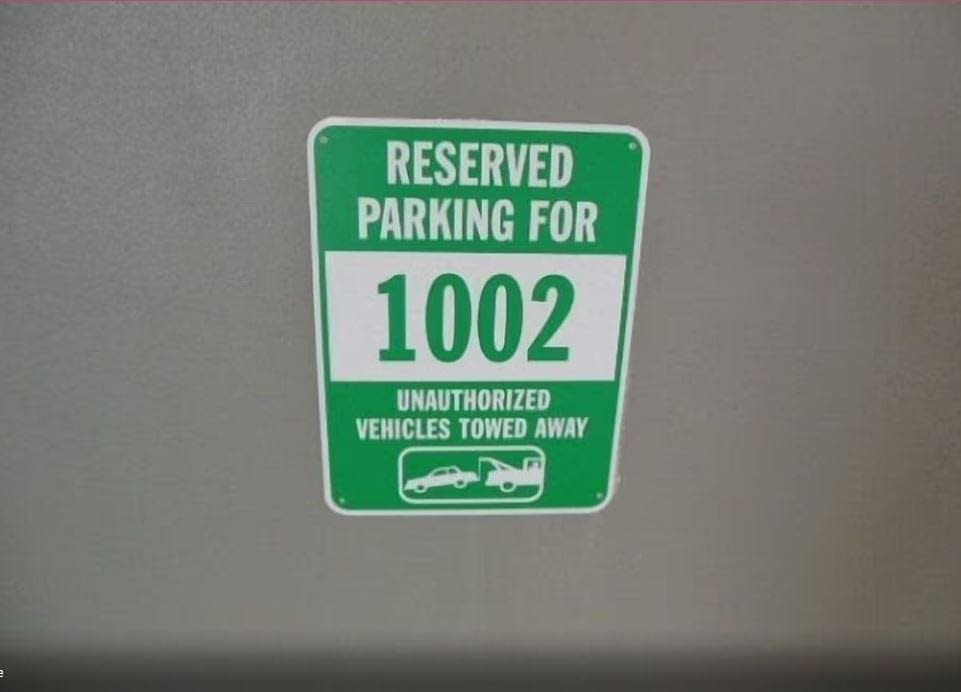 RESERVED
PARKING FOR
1002
UNAUTHORIZED
VEHICLES TOWED AWAY
e